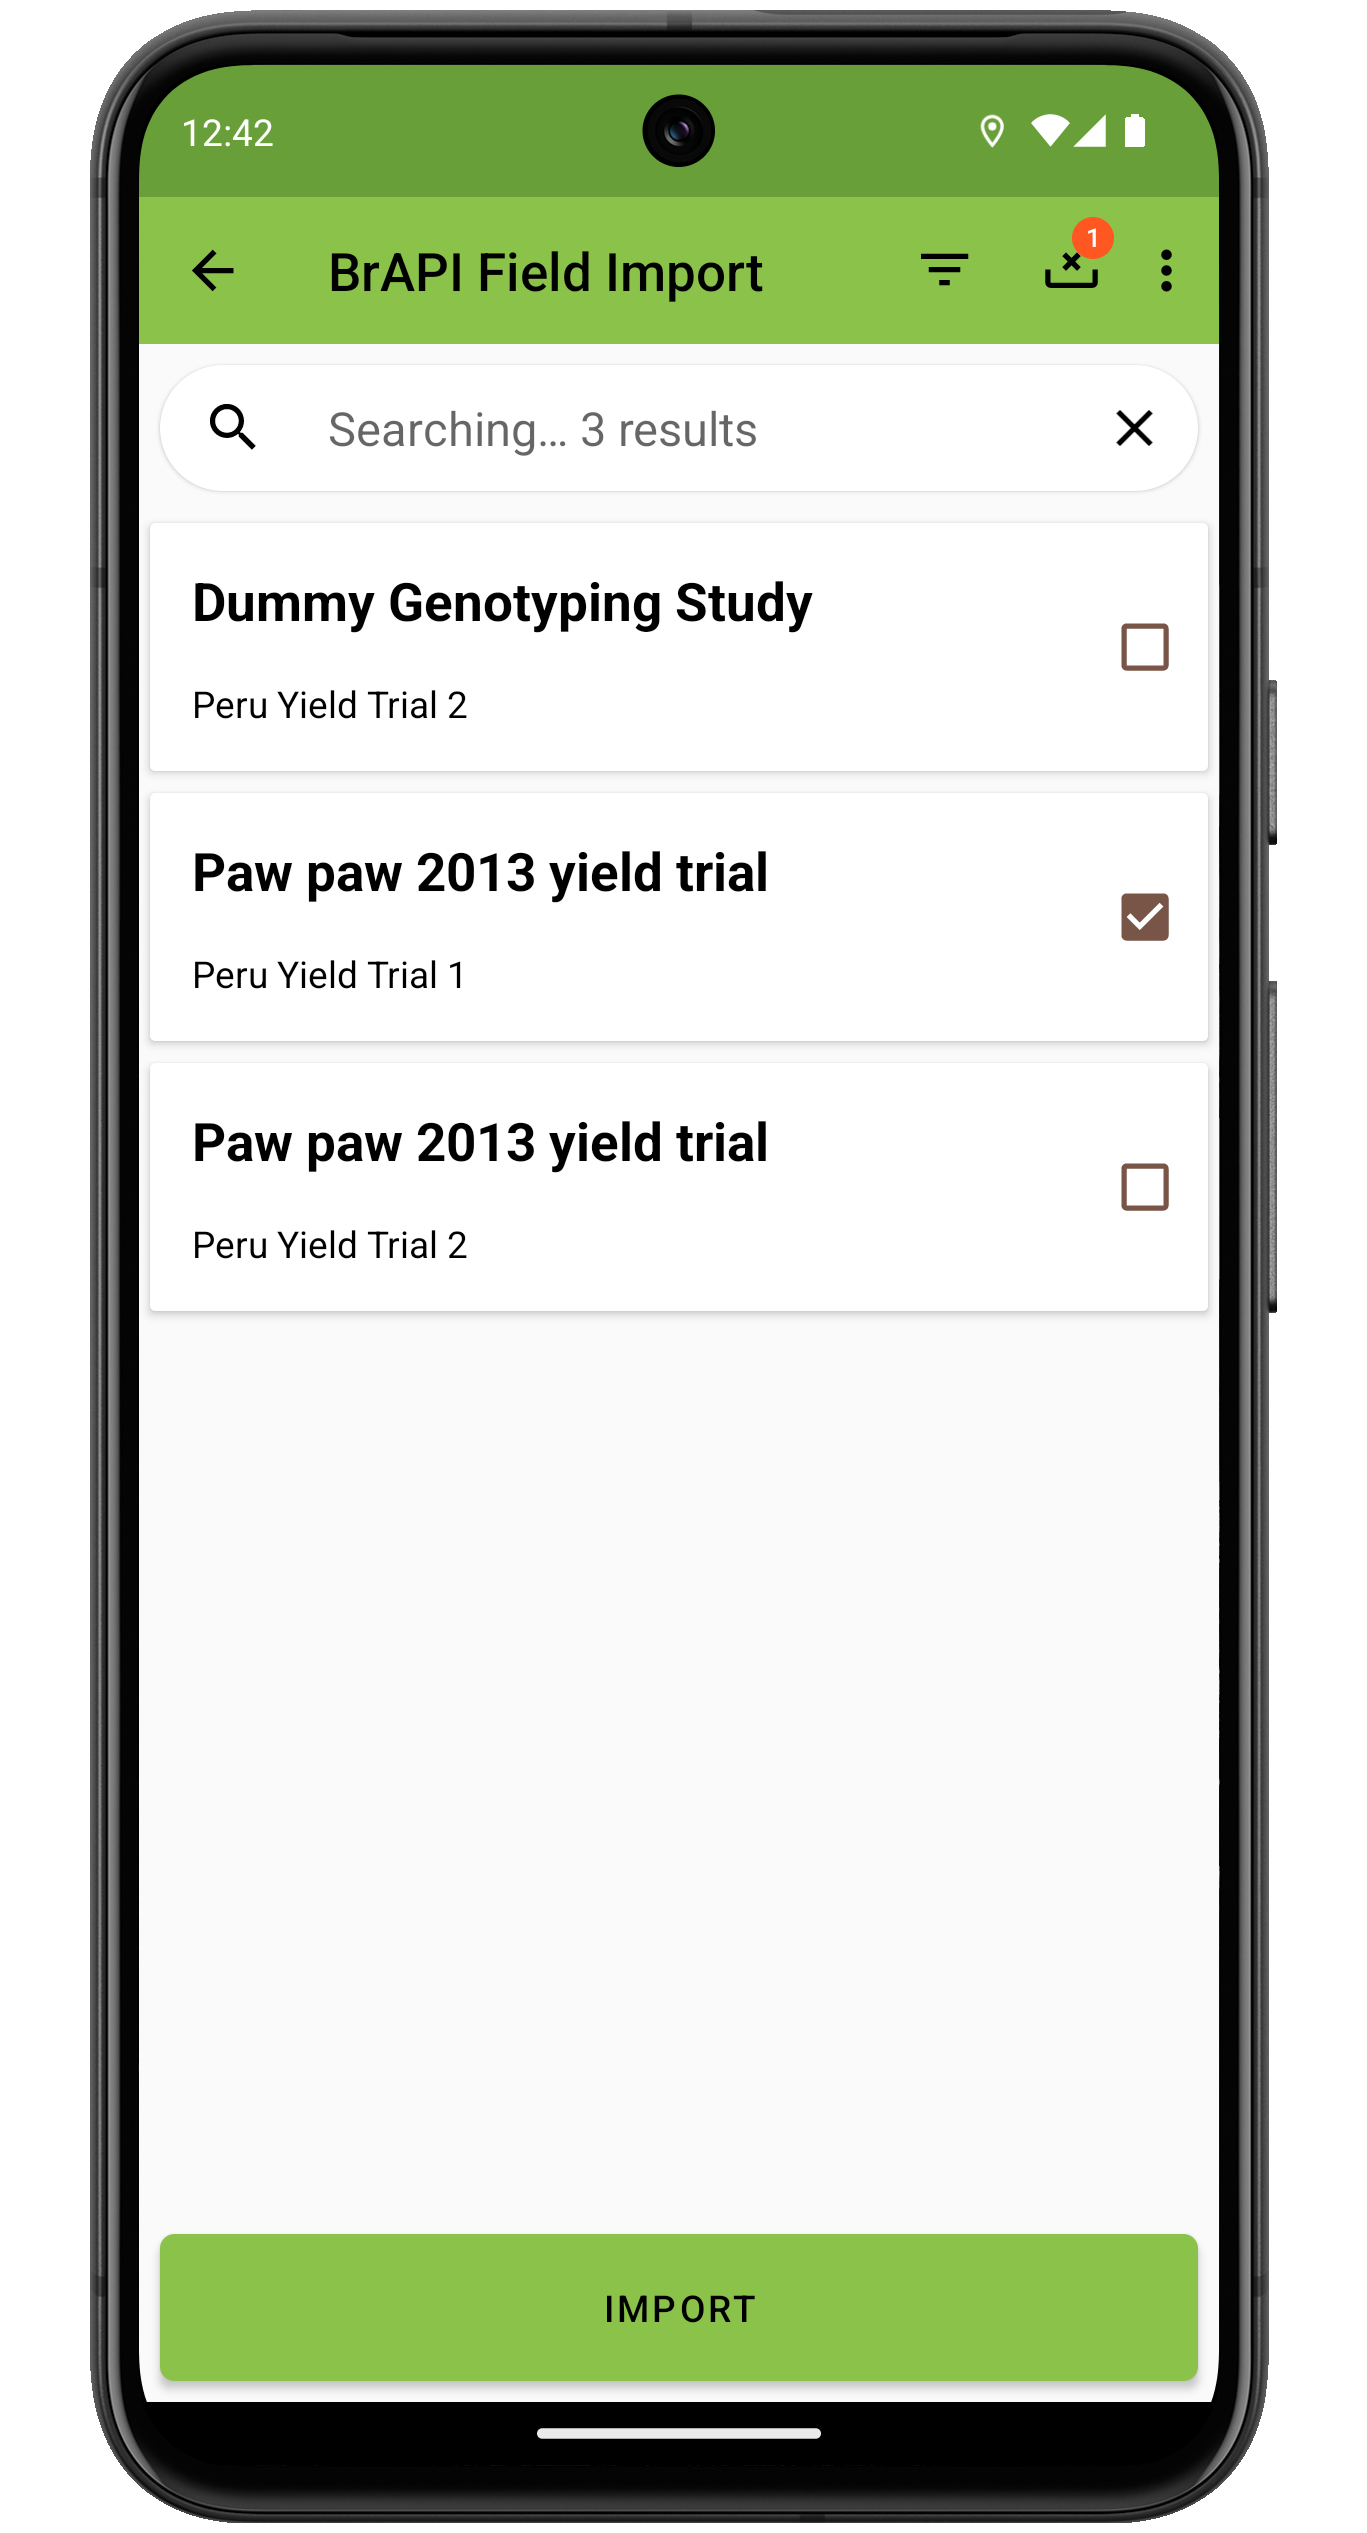 12:42
BrAPI Field Import
1
Searching... 3 results
Dummy Genotyping Study
Peru Yield Trial 2
Paw paw 2013 yield trial
Peru Yield Trial 1
Paw paw 2013 yield trial
Peru Yield Trial 2
IMPORT